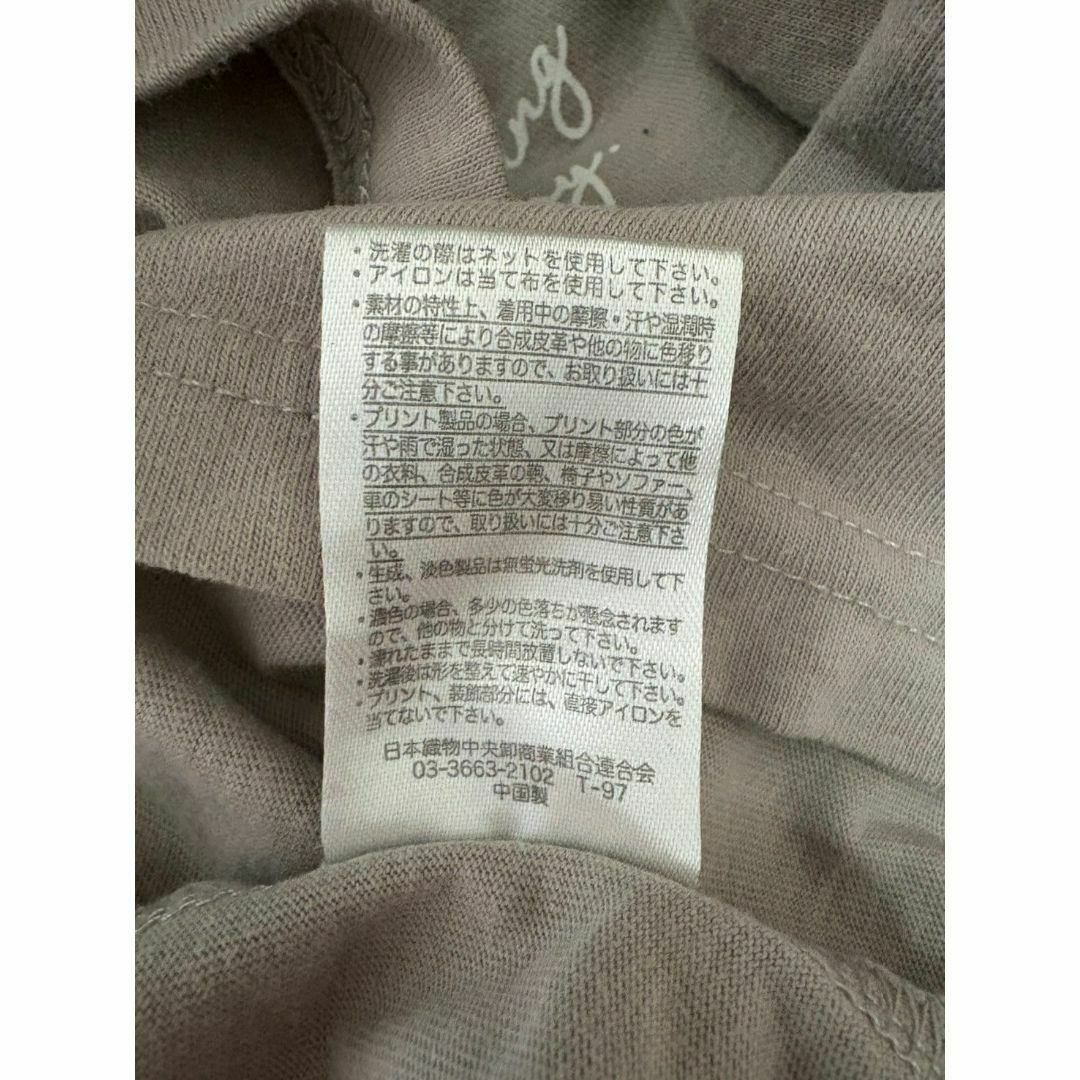 ・洗濯の際はネットを使用して下さい。
・アイロンは当て布を使用して下さい。
・素材の特性上、着用中の摩擦・汗や湿潤時
の摩擦等により合成皮革や他の物に色移り
する事がありますので、お取り扱いには十
分ご注意下さい。
・プリント製品の場合、プリント部分の色が
汗や雨で湿った状態、又は摩擦によって他
の衣料、合成皮革の鞄、椅子やソファー、
車のシート等に色が大変移り易い性質があ
りますので、取り扱いには十分ご注意下さ
い。
・生成、淡色製品は無蛍光洗剤を使用して下
さい。
・濃色の場合、多少の色落ちが懸念されます
ので、他の物と分けて洗って下さい。
・濡れたままで長時間放置しないで下さい。
・洗濯後は形を整えて速やかに干して下さい。
・プリント、装飾部分には、直接アイロンを
当てないで下さい。
日本織物中央卸商業組合連合会
03-3663-2102 T-97
中国製